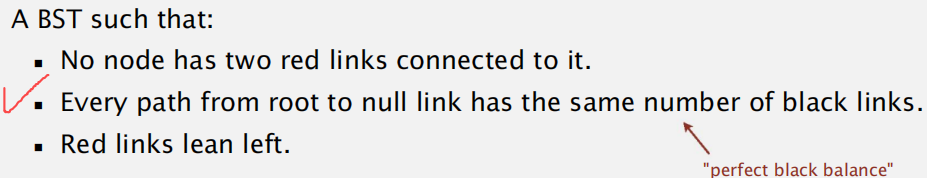 A BST such that:
▪ No node has two red links connected to it.
▪ Every path from root to null link has the same number of black links.
▪ Red links lean left.
"perfect black balance"